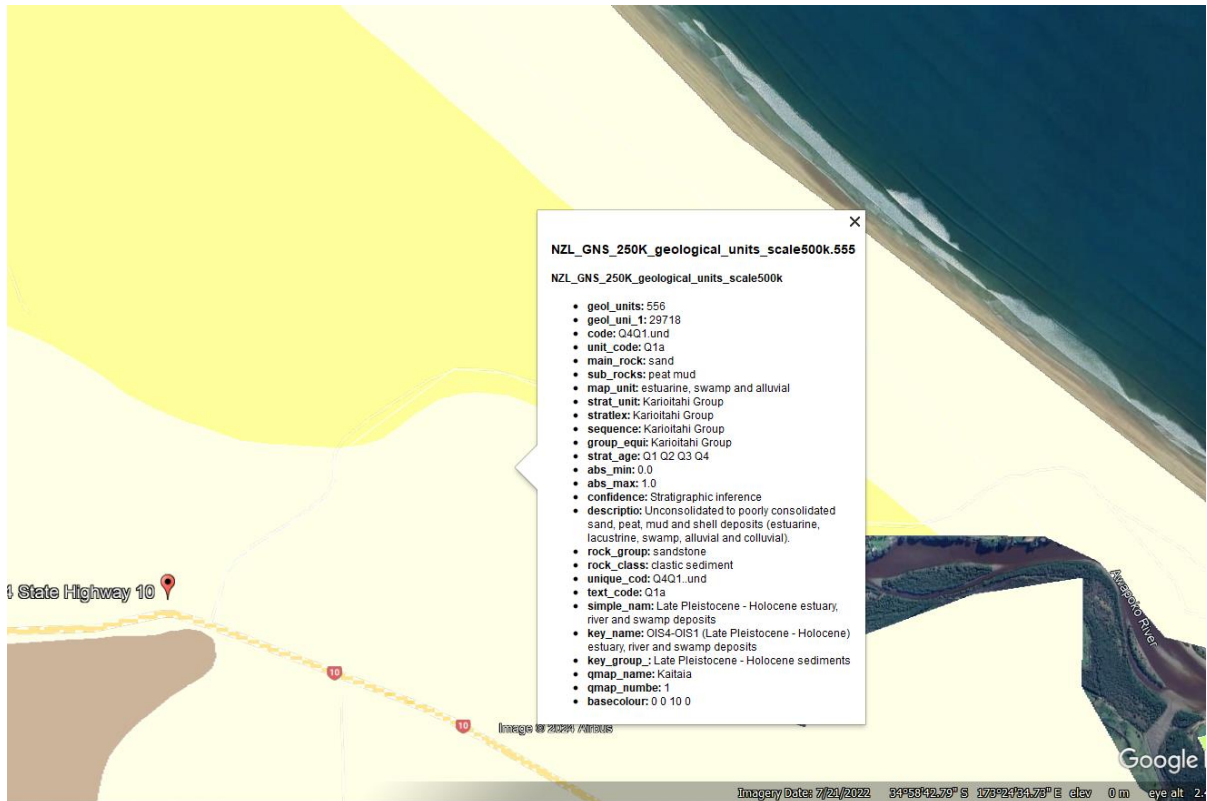 ×
NZL_GNS_250K_geological_units_scale500k.555
NZL_GNS_250K_geological_units_scale500k
• geol_units: 556
• geol_uni_1: 29718
• code: Q4Q1.und
• unit_code: Q1a
• main_rock: sand
• sub_rocks: peat mud
• map_unit: estuarine, swamp and alluvial
• strat_unit: Karioitahi Group
• stratlex: Karioitahi Group
• sequence: Karioitahi Group
• group_equi: Karioitahi Group
• strat_age: Q1 Q2 Q3 Q4
• abs_min: 0.0
• abs_max: 1.0
• confidence: Stratigraphic inference
• descriptio: Unconsolidated to poorly consolidated
sand, peat, mud and shell deposits (estuarine,
lacustrine, swamp, alluvial and colluvial).
• rock_group: sandstone
• rock_class: clastic sediment
• unique_cod: Q4Q1..und
• text_code: Q1a
• simple_nam: Late Pleistocene - Holocene estuary,
river and swamp deposits
• key_name: OIS4-OIS1 (Late Pleistocene - Holocene)
estuary, river and swamp deposits
• key_group_: Late Pleistocene - Holocene sediments
• qmap_name: Kaitaia
• qmap_numbe: 1
• basecolour: 0 0 10 0
4 State Highway 10
Awapoko River
10
10
Image © 2024 Airbus
Google
Imagery Date: 7/21/2022 34°58'42.79" S 173°24'34.73" E elev 0 m eye alt 2.